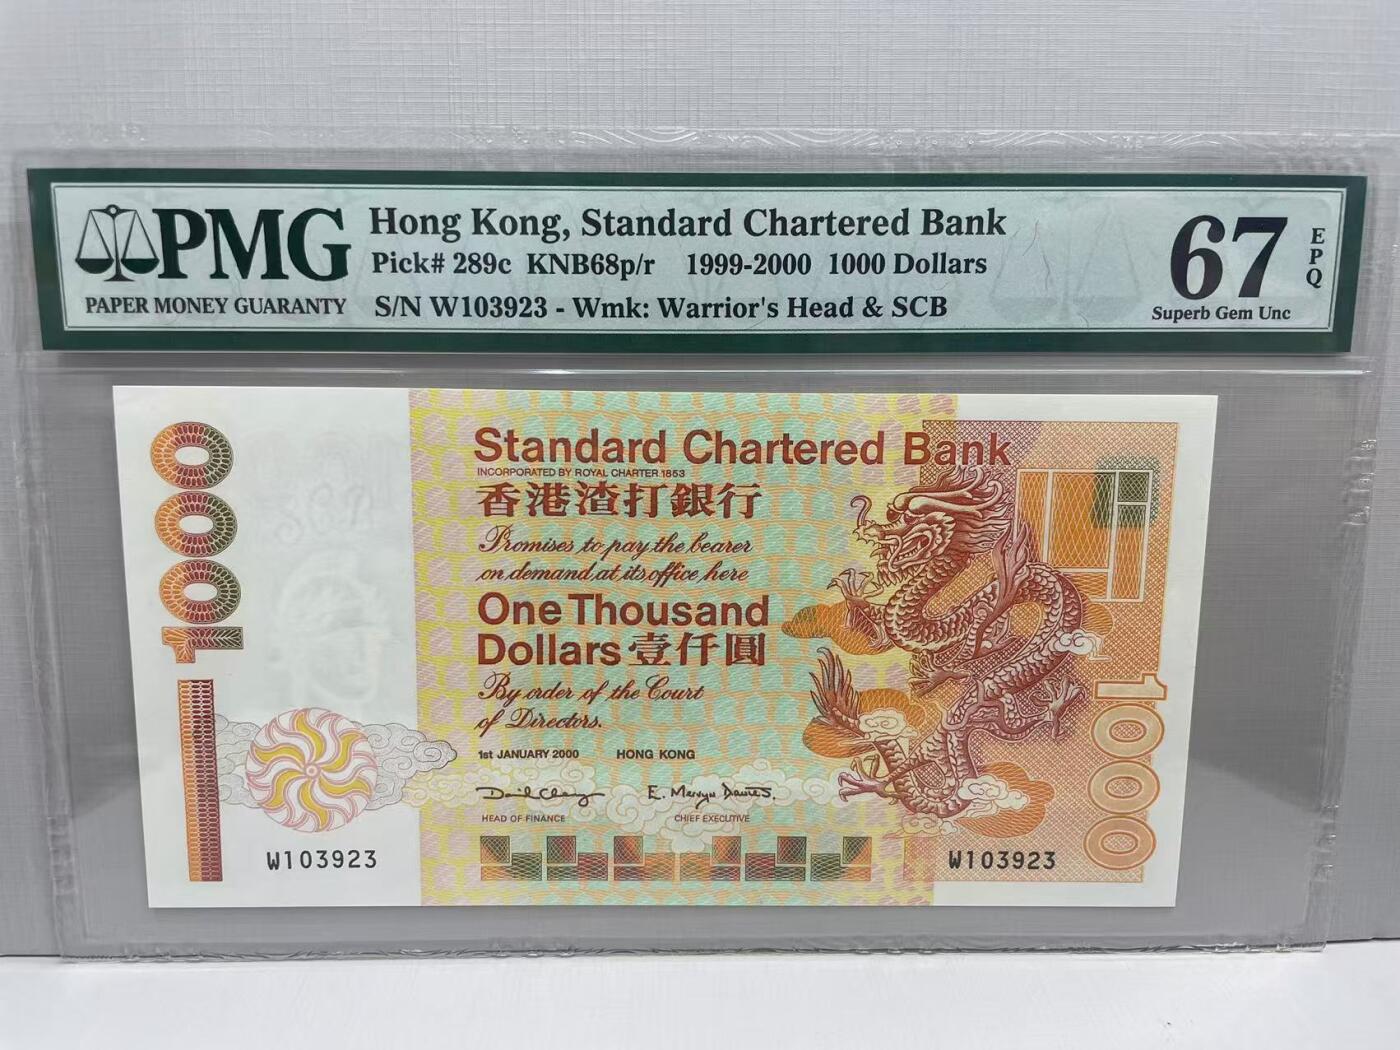 PMG
PAPER MONEY GUARANTY
Hong Kong, Standard Chartered Bank
Pick# 289c KNB68p/r 1999-2000 1000 Dollars
S/N W103923 - Wmk: Warrior's Head & SCB
67
EPQ
Superb Gem Unc
1000
Standard Chartered Bank
INCORPORATED BY ROYAL CHARTER 1853
香港渣打銀行
Promises to pay the bearer
on demand at its office here
One Thousand
Dollars 壹仟圓
By order of the Court
of Directors.
1st JANUARY 2000 HONG KONG
E. Mervyn Davies.
HEAD OF FINANCE CHIEF EXECUTIVE
W103923
W103923
1000